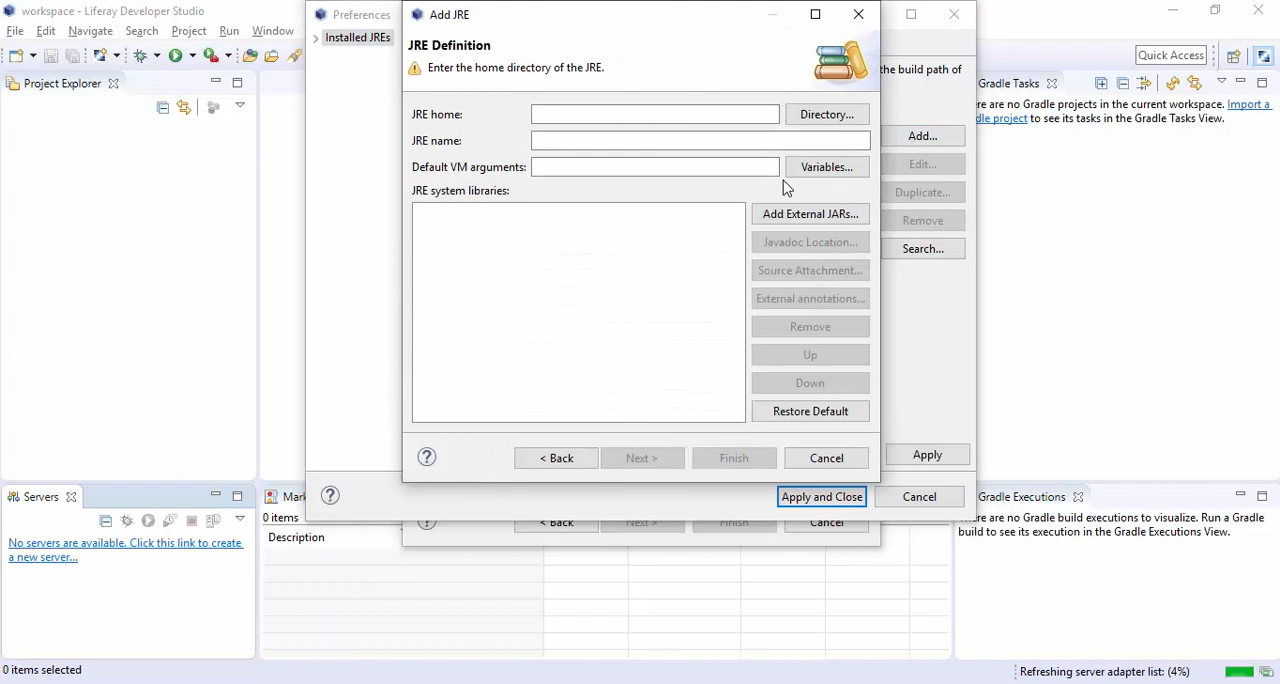 workspace - Liferay Developer Studio
File Edit Navigate Search Project Run Window
Quick Access
Project Explorer
Preferences
Installed JREs
the build path of
Add...
Edit...
Duplicate...
Remove
Search...
Apply
Apply and Close
Cancel
Add JRE
JRE Definition
Enter the home directory of the JRE.
JRE home:
Directory...
JRE name:
Default VM arguments:
Variables...
JRE system libraries:
Add External JARs...
Javadoc Location...
Source Attachment...
External annotations...
Remove
Up
Down
Restore Default
< Back
Next >
Finish
Cancel
< Back
Next >
Finish
Cancel
Gradle Tasks
ere are no Gradle projects in the current workspace. Import a
dle project to see its tasks in the Gradle Tasks View.
Servers
No servers are available. Click this link to create
a new server...
Mark
0 items
Description
Gradle Executions
here are no Gradle build executions to visualize. Run a Gradle
build to see its execution in the Gradle Executions View.
0 items selected
Refreshing server adapter list: (4%)